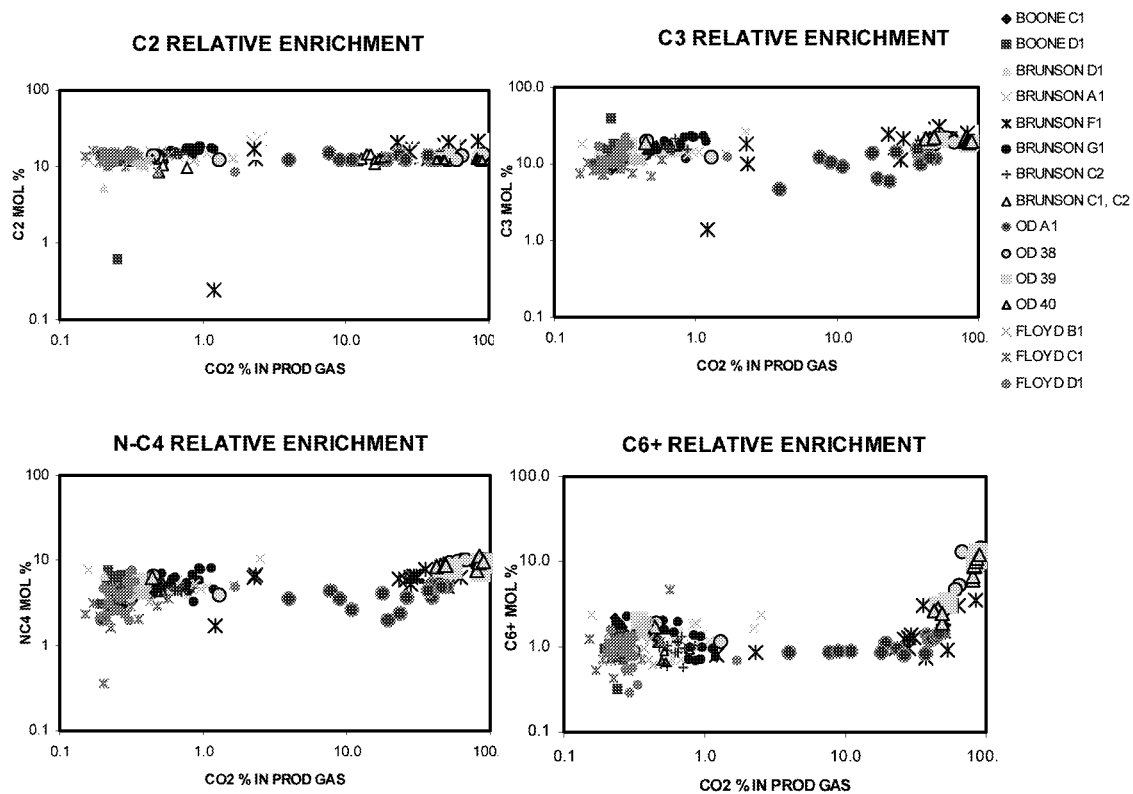 C2 RELATIVE ENRICHMENT
100
10
1
0.1
C2 MOL %
0.1
1.0
10.0
100.
CO2 % IN PROD GAS
C3 RELATIVE ENRICHMENT
100.0
10.0
1.0
0.1
C3 MOL %
0.1
1.0
10.0
100.
CO2 % IN PROD GAS
BOONE C1
BOONE D1
BRUNSON D1
BRUNSON A1
BRUNSON F1
BRUNSON G1
BRUNSON C2
BRUNSON C1, C2
OD A1
OD 38
OD 39
OD 40
FLOYD B1
FLOYD C1
FLOYD D1
N-C4 RELATIVE ENRICHMENT
100
10
1
0.1
NC4 MOL %
0.1
1.0
10.0
100.
CO2 % IN PROD GAS
C6+ RELATIVE ENRICHMENT
100.0
10.0
1.0
0.1
C6+ MOL %
0.1
1.0
10.0
100.
CO2 % IN PROD GAS